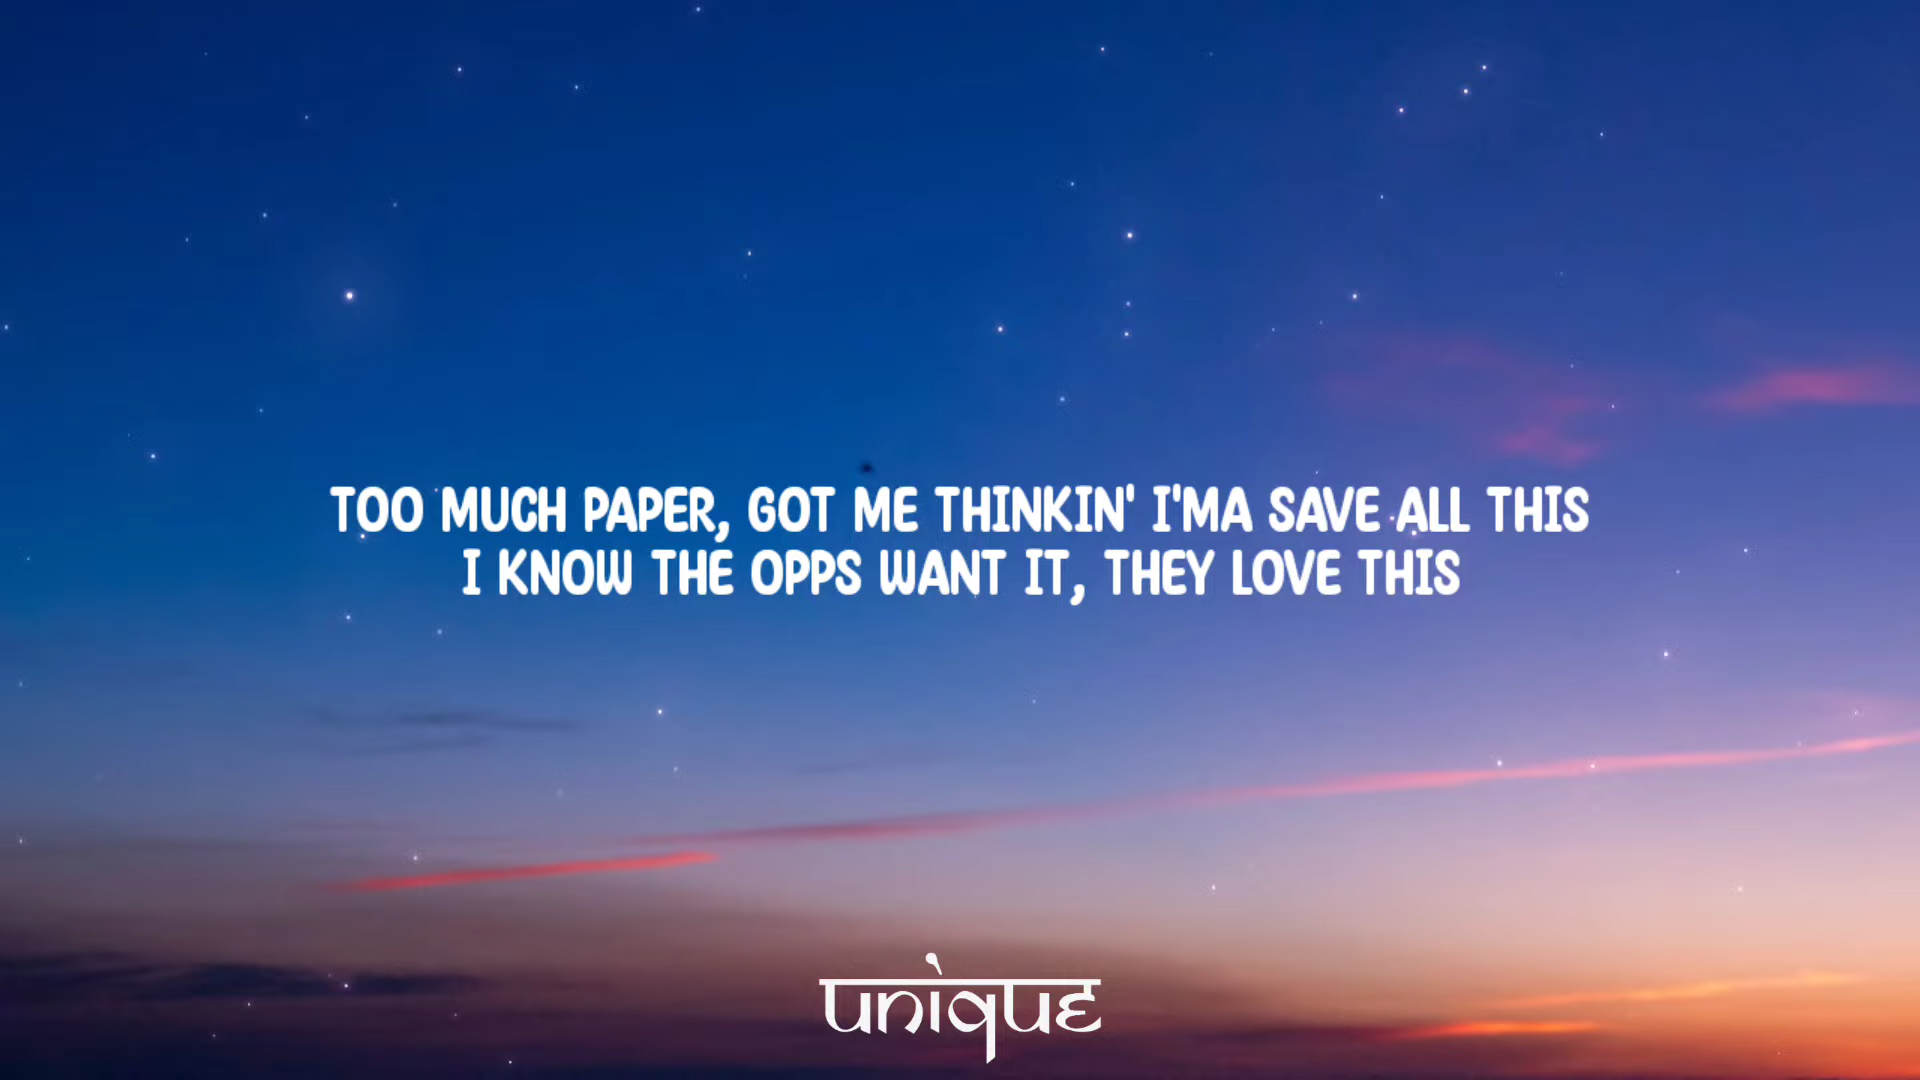 TOO MUCH PAPER, GOT ME THINKIN' I'MA SAVE ALL THIS
I KNOW THE OPPS WANT IT, THEY LOVE THIS
unique